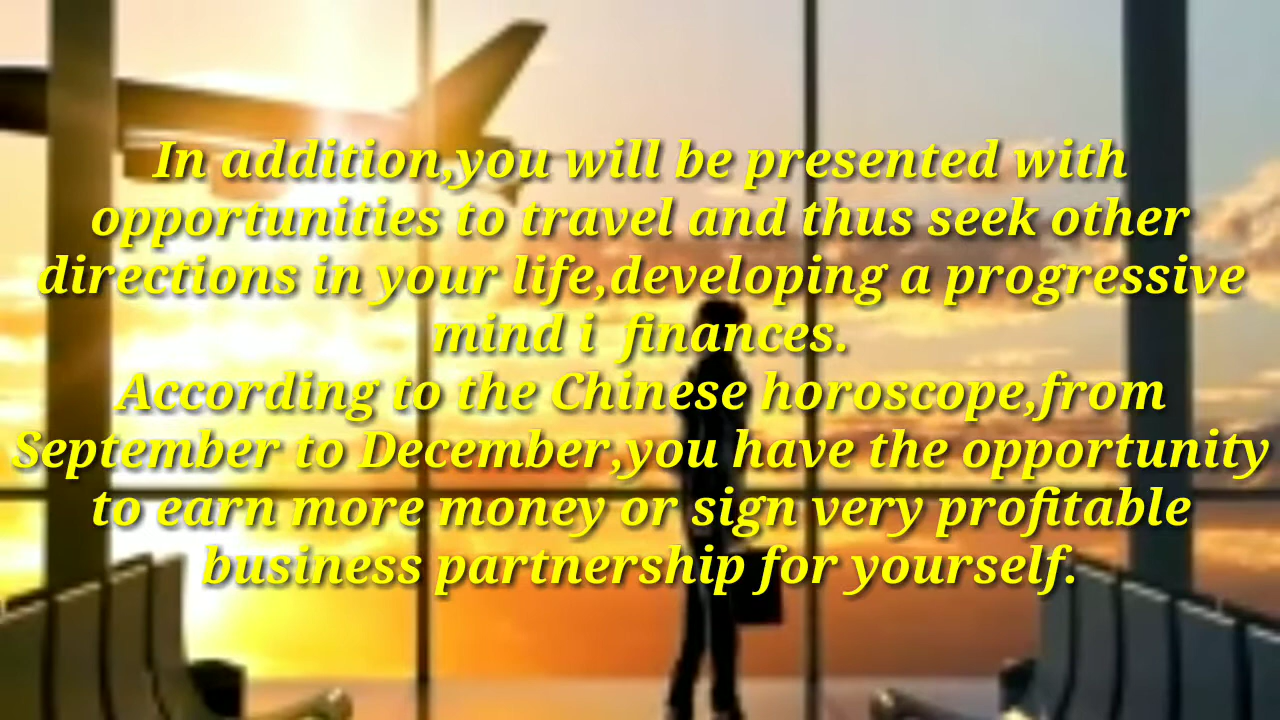 In addition,you will be presented with
opportunities to travel and thus seek other
directions in your life,developing a progressive
mind i  finances.
According to the Chinese horoscope,from
September to December,you have the opportunity
to earn more money or sign very profitable
business partnership for yourself.